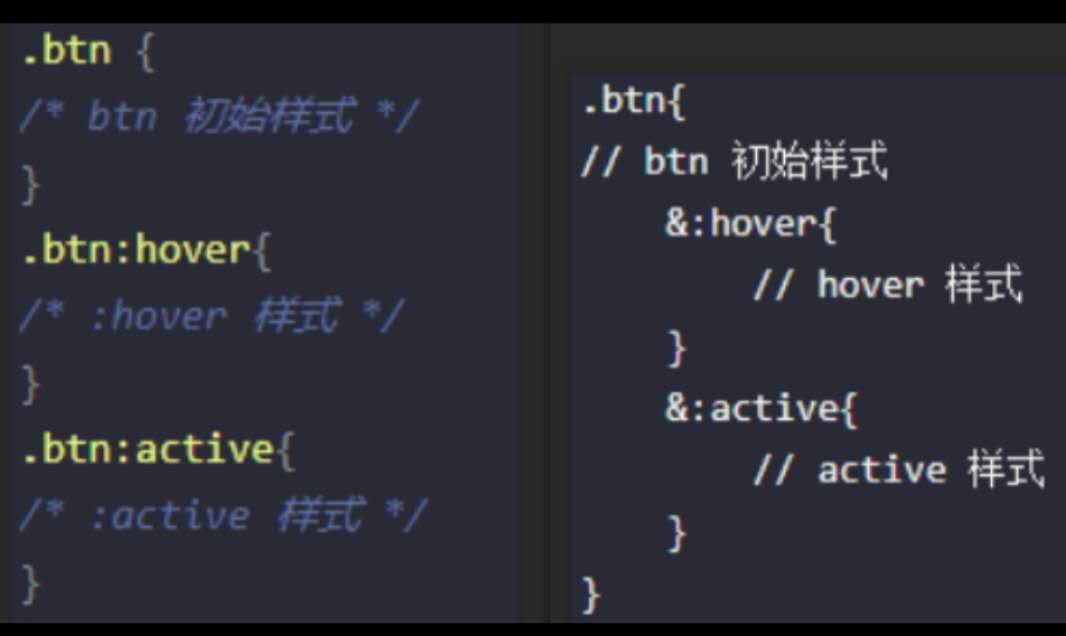 .btn {
/* btn 初始样式 */
}
.btn:hover{
/* :hover 样式 */
}
.btn:active{
/* :active 样式 */
}
.btn{
// btn 初始样式
&:hover{
// hover 样式
}
&:active{
// active 样式
}
}